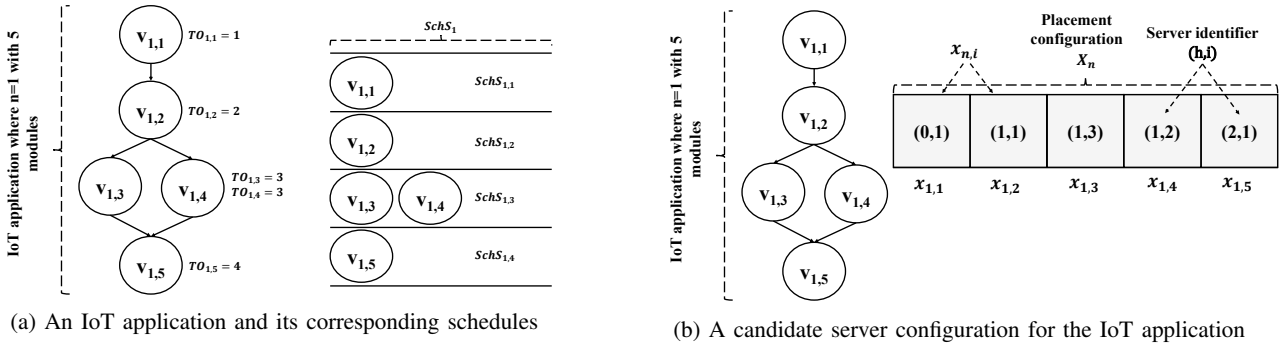 IoT application where n=1 with 5
modules
v1,1
TO1,1 = 1
v1,2
TO1,2 = 2
v1,3
v1,4
TO1,3 = 3
TO1,4 = 3
v1,5
TO1,5 = 4
SchS1
v1,1
SchS1,1
v1,2
SchS1,2
v1,3
v1,4
SchS1,3
v1,5
SchS1,4
(a) An IoT application and its corresponding schedules
IoT application where n=1 with 5
modules
v1,1
v1,2
v1,3
v1,4
v1,5
xn,i
Placement
configuration
Xn
Server identifier
(h,i)
(0,1)
(1,1)
(1,3)
(1,2)
(2,1)
x1,1
x1,2
x1,3
x1,4
x1,5
(b) A candidate server configuration for the IoT application